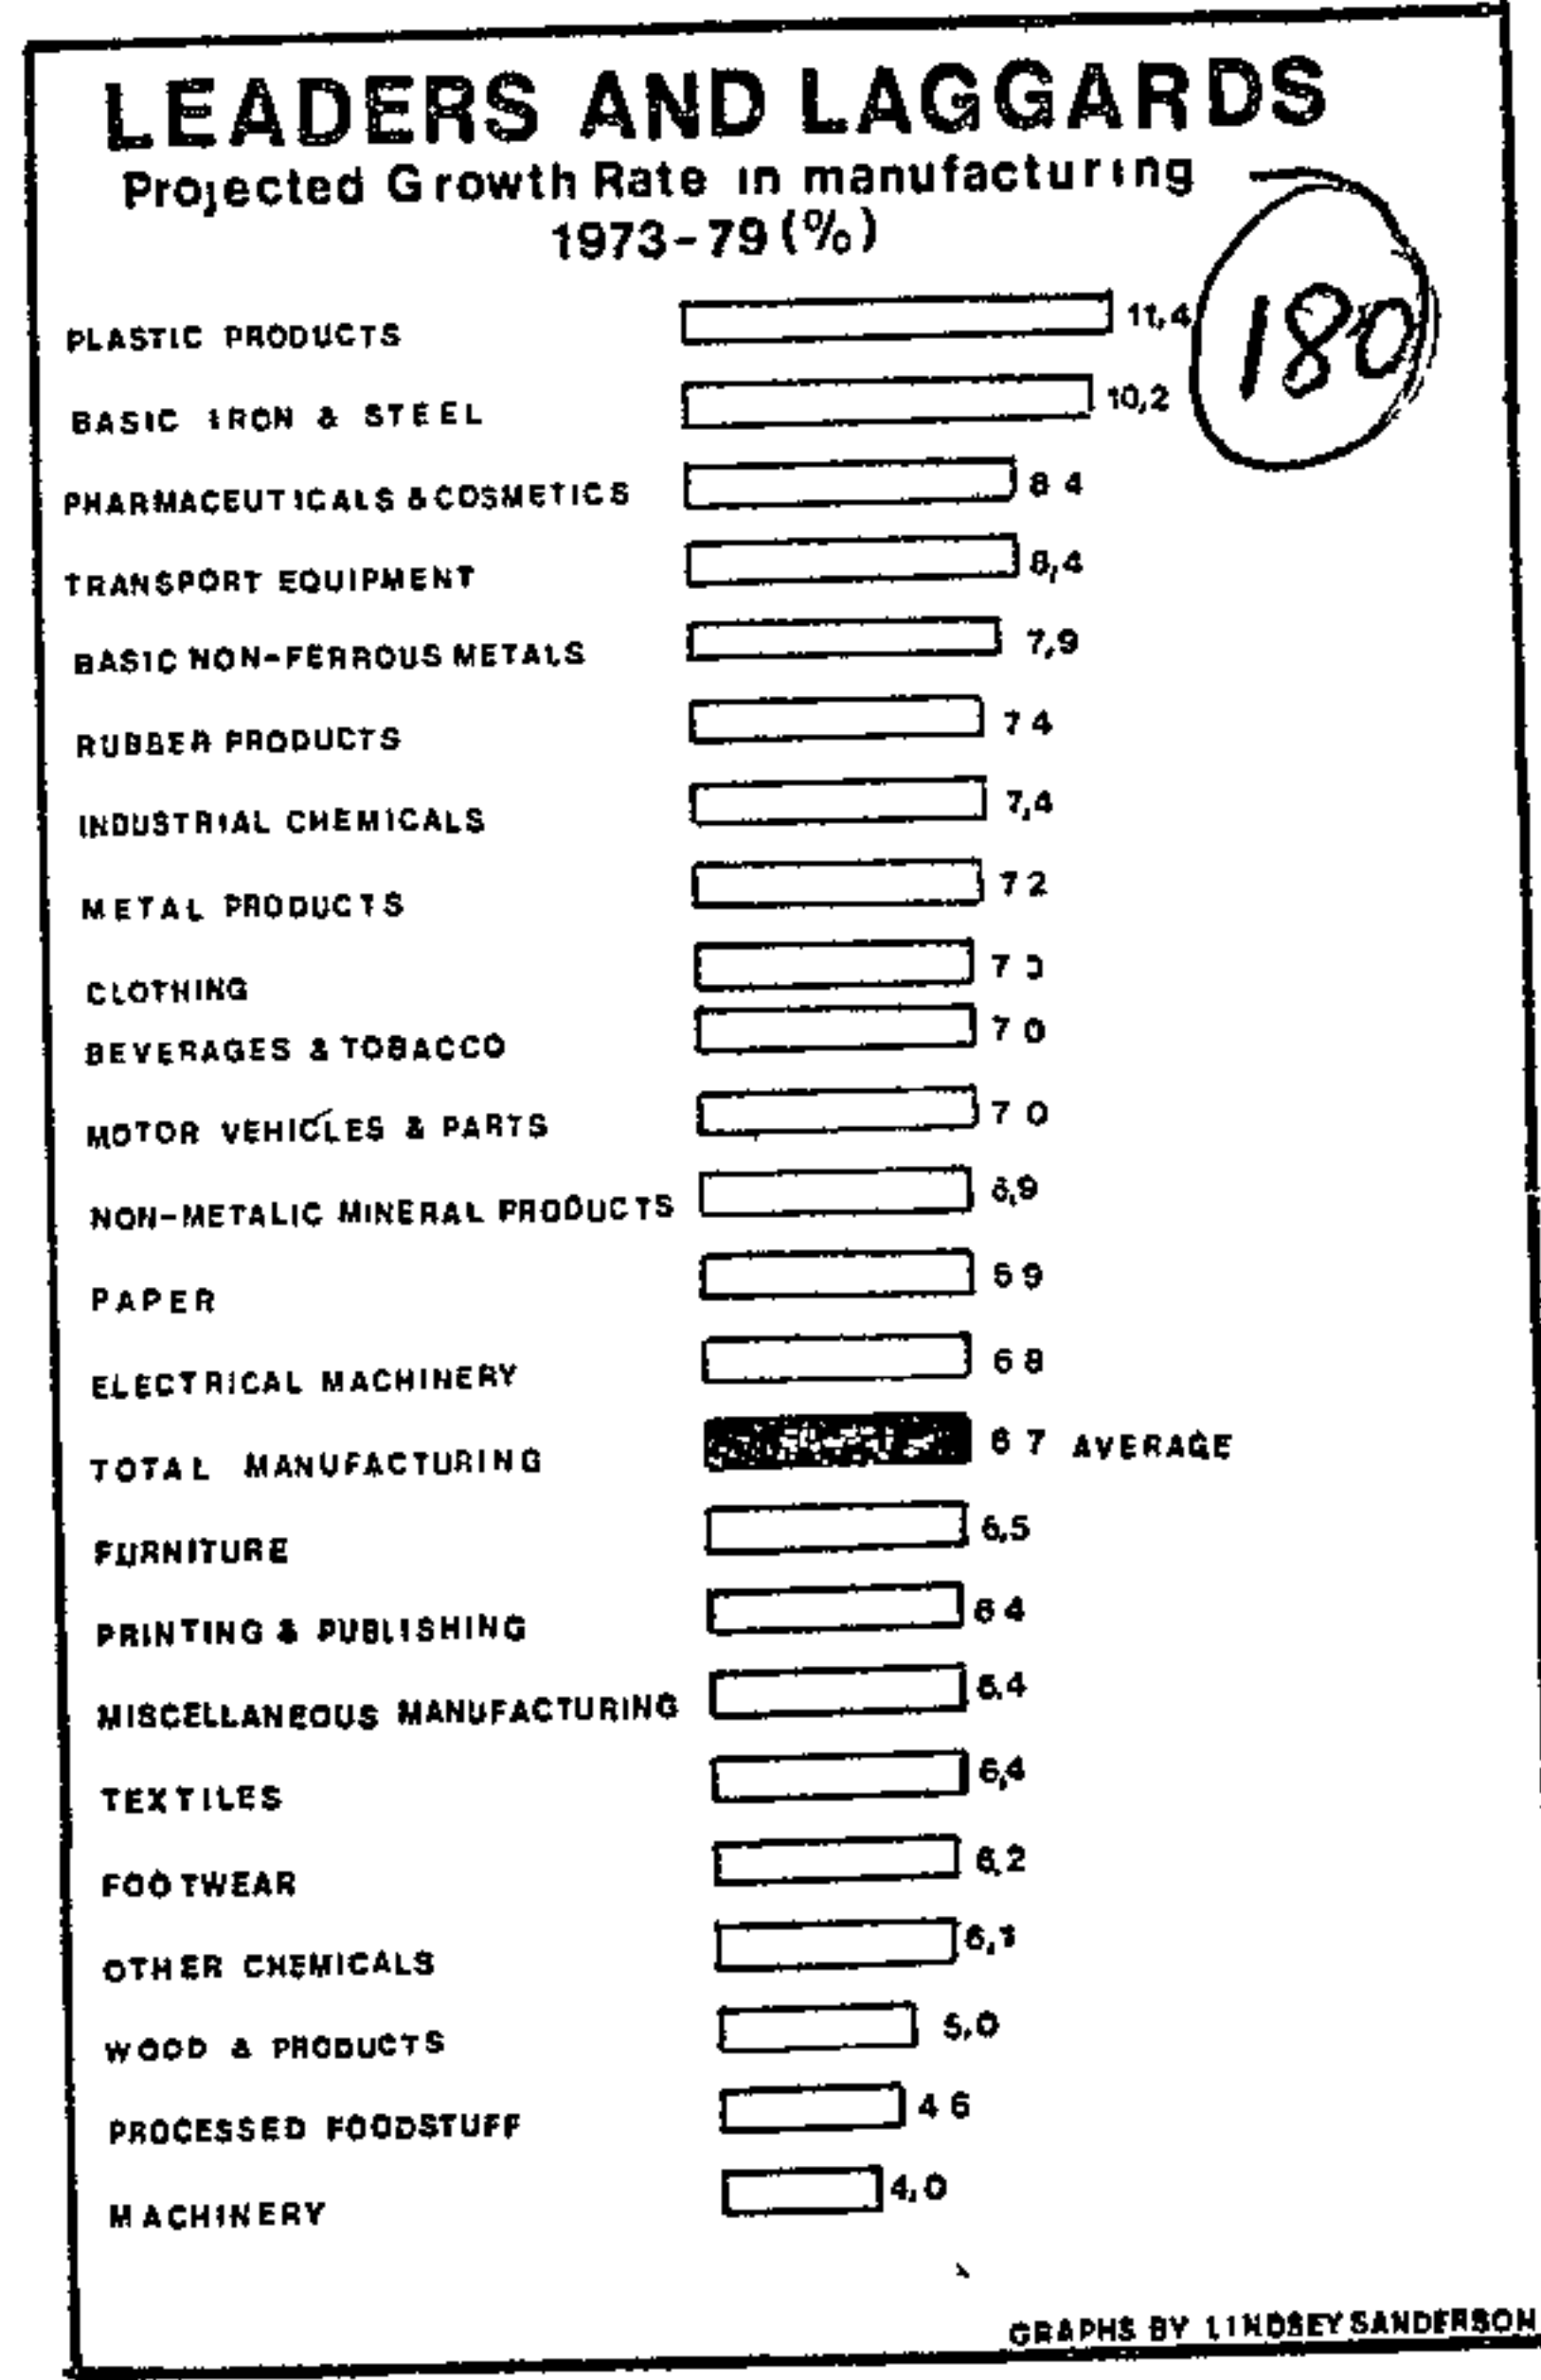 LEADERS AND LAGGARDS
Projected Growth Rate in manufacturing
1973-79 (%)
180
PLASTIC PRODUCTS 11,4
BASIC IRON & STEEL 10,2
PHARMACEUTICALS & COSMETICS 8 4
TRANSPORT EQUIPMENT 8,4
BASIC NON-FERROUS METALS 7,9
RUBBER PRODUCTS 7 4
INDUSTRIAL CHEMICALS 7,4
METAL PRODUCTS 7 2
CLOTHING 7 0
BEVERAGES & TOBACCO 7 0
MOTOR VEHICLES & PARTS 7 0
NON-METALIC MINERAL PRODUCTS 6,9
PAPER 6 9
ELECTRICAL MACHINERY 6 8
TOTAL MANUFACTURING 6 7 AVERAGE
FURNITURE 6,5
PRINTING & PUBLISHING 6 4
MISCELLANEOUS MANUFACTURING 6,4
TEXTILES 6,4
FOOTWEAR 6,2
OTHER CHEMICALS 6,1
WOOD & PRODUCTS 5,0
PROCESSED FOODSTUFF 4 6
MACHINERY 4,0
GRAPHS BY LINDSEY SANDERSON